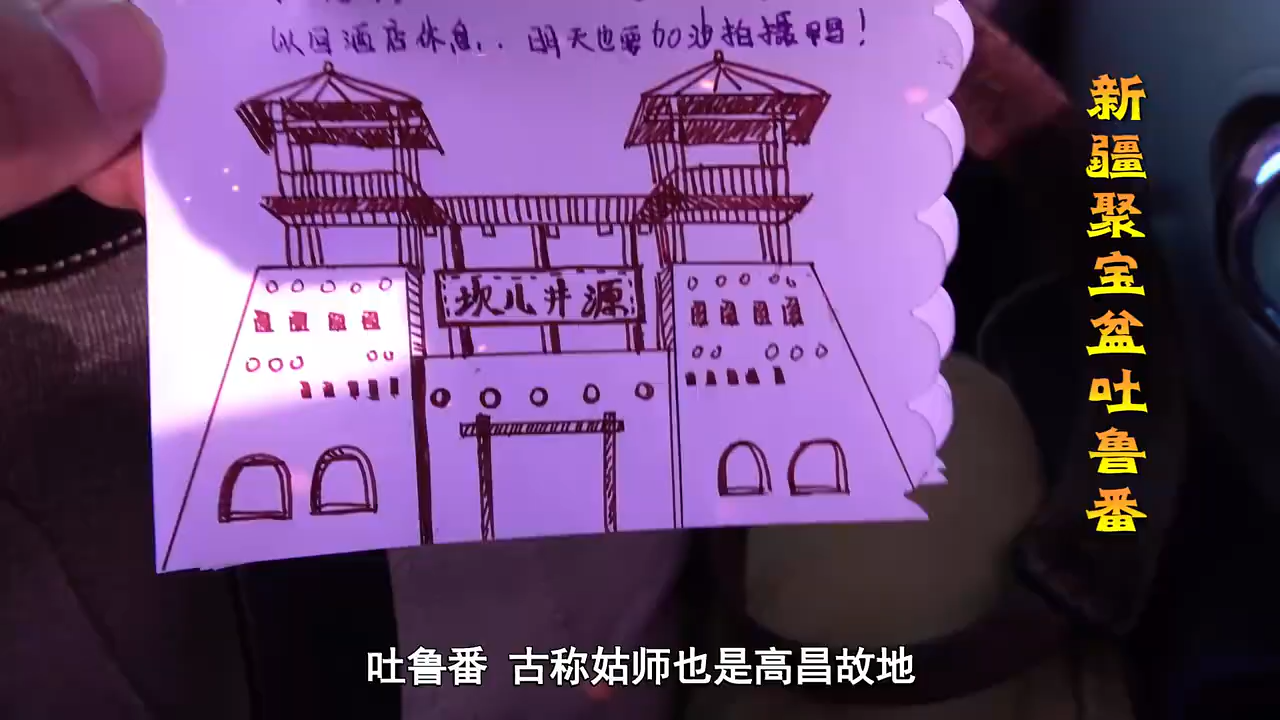 以回酒店休息..明天也要加油拍摄鸭!
坎儿井源
新疆聚宝盆吐鲁番
吐鲁番 古称姑师也是高昌故地